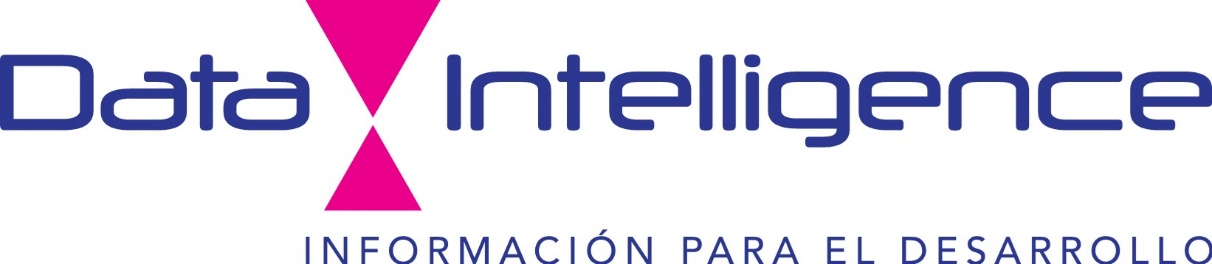 Data Intelligence
INFORMACIÓN PARA EL DESARROLLO